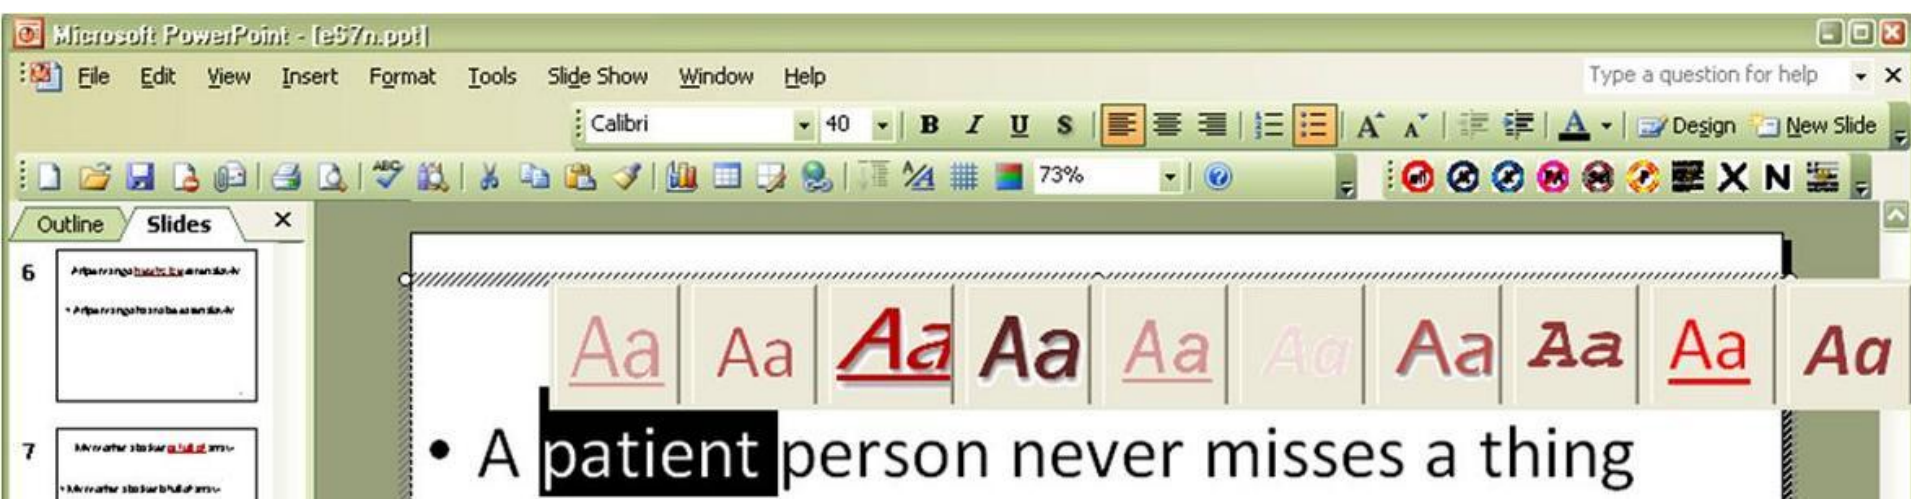 Microsoft PowerPoint - [eS7n.ppt]
File Edit View Insert Format Tools Slide Show Window Help Type a question for help
Calibri 40 B I U S A A A Design New Slide
ABC A/A 73% X N
Outline Slides
6
Aa Aa Aa Aa Aa Aa Aa Aa Aa Aa
7
• A patient person never misses a thing